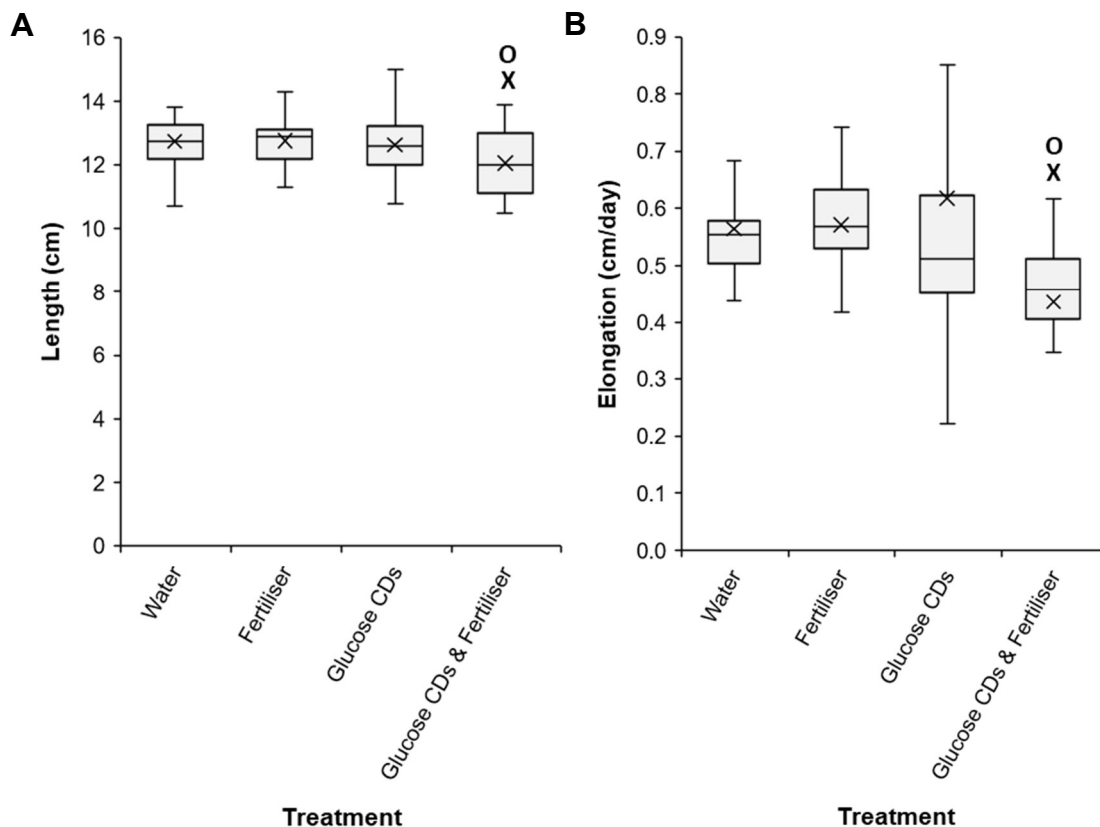 A
16
14
12
10
8
6
4
2
0
Length (cm)
O
X
Water
Fertiliser
Glucose CDs
Glucose CDs & Fertiliser
Treatment
B
0.9
0.8
0.7
0.6
0.5
0.4
0.3
0.2
0.1
0.0
Elongation (cm/day)
O
X
Water
Fertiliser
Glucose CDs
Glucose CDs & Fertiliser
Treatment